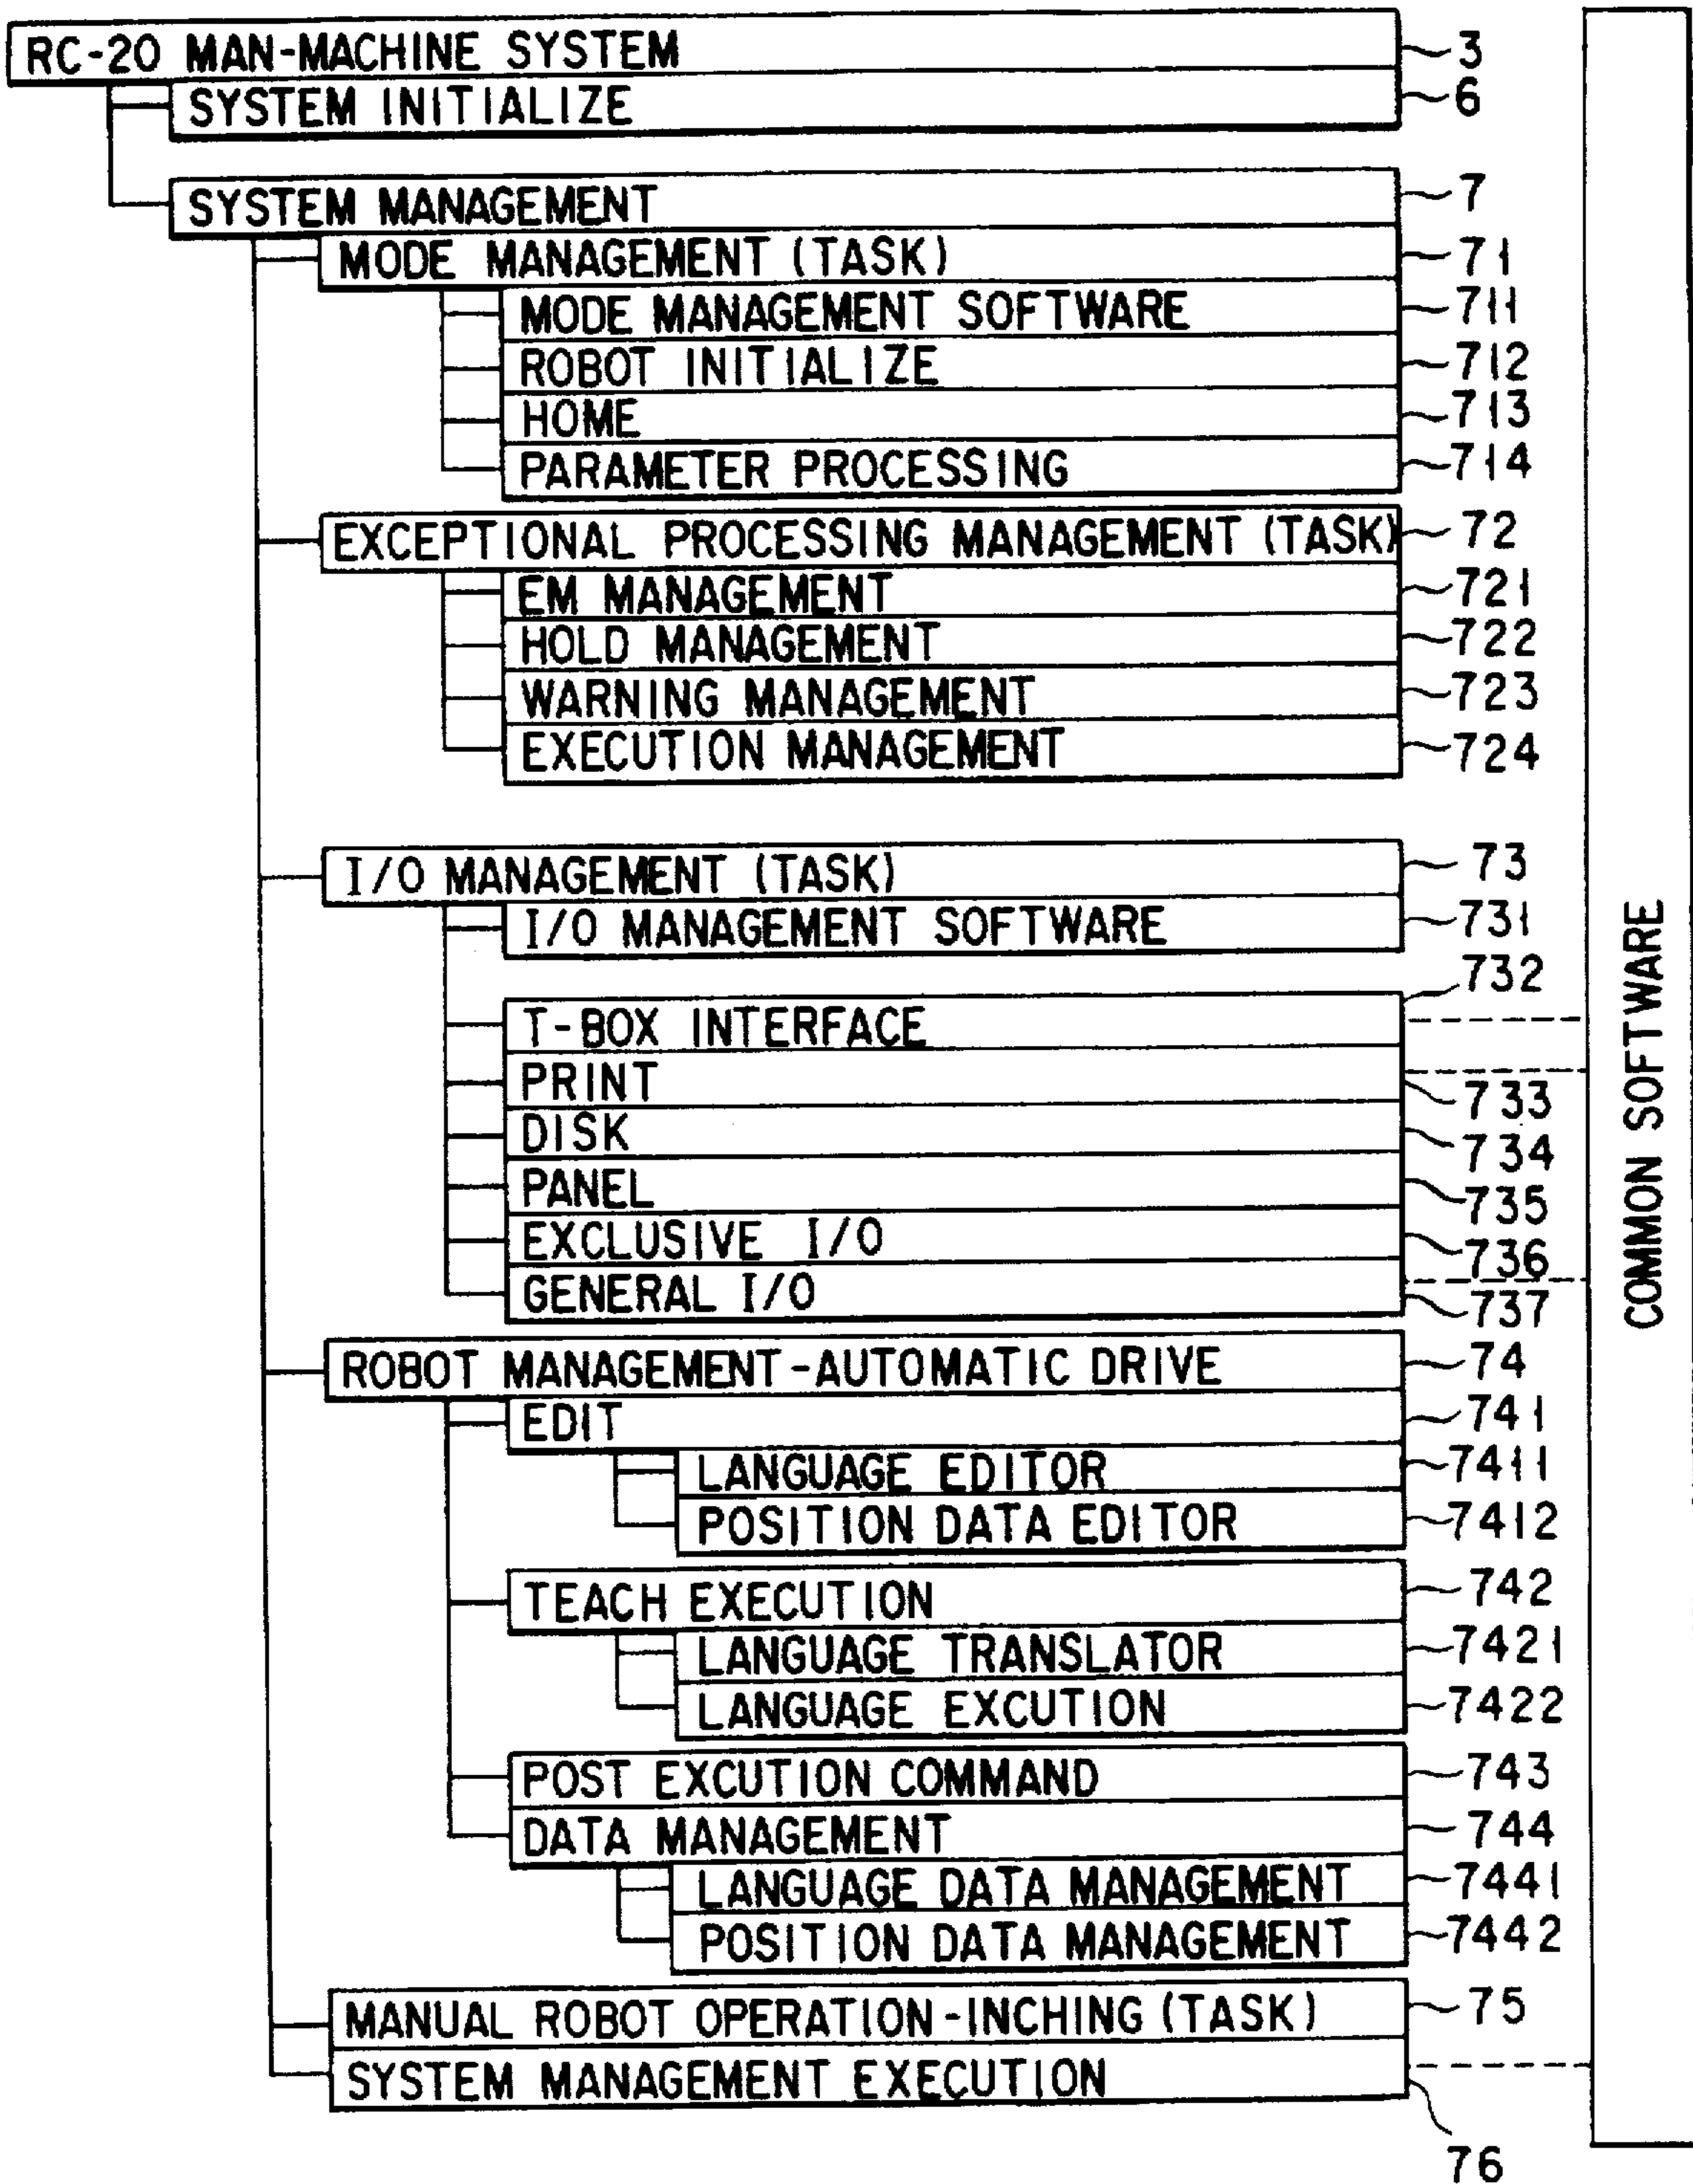 RC-20 MAN-MACHINE SYSTEM 3
SYSTEM INITIALIZE 6
SYSTEM MANAGEMENT 7
MODE MANAGEMENT (TASK) 71
MODE MANAGEMENT SOFTWARE 711
ROBOT INITIALIZE 712
HOME 713
PARAMETER PROCESSING 714
EXCEPTIONAL PROCESSING MANAGEMENT (TASK) 72
EM MANAGEMENT 721
HOLD MANAGEMENT 722
WARNING MANAGEMENT 723
EXECUTION MANAGEMENT 724
I/O MANAGEMENT (TASK) 73
I/O MANAGEMENT SOFTWARE 731
T-BOX INTERFACE 732
PRINT 733
DISK 734
PANEL 735
EXCLUSIVE I/O 736
GENERAL I/O 737
ROBOT MANAGEMENT-AUTOMATIC DRIVE 74
EDIT 741
LANGUAGE EDITOR 7411
POSITION DATA EDITOR 7412
TEACH EXECUTION 742
LANGUAGE TRANSLATOR 7421
LANGUAGE EXCUTION 7422
POST EXCUTION COMMAND 743
DATA MANAGEMENT 744
LANGUAGE DATA MANAGEMENT 7441
POSITION DATA MANAGEMENT 7442
MANUAL ROBOT OPERATION-INCHING (TASK) 75
SYSTEM MANAGEMENT EXECUTION 76
COMMON SOFTWARE